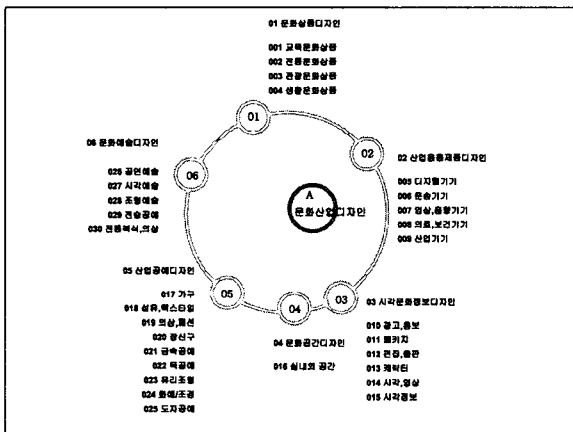 01 문화상품디자인
001 교육문화상품
002 전통문화상품
003 관광문화상품
004 생활문화상품
01
02
02 산업응용제품디자인
005 디지털기기
006 운송기기
007 영상,음향기기
008 의료,보건기기
009 산업기기
A
문화산업디자인
03
03 시각문화정보디자인
010 광고,홍보
011 패키지
012 편집,출판
013 캐릭터
014 시각,영상
015 시각정보
04
04 문화공간디자인
016 실내외 공간
05
05 산업공예디자인
017 가구
018 섬유,텍스타일
019 의상,패션
020 장신구
021 금속공예
022 목공예
023 유리조형
024 화예/조경
025 도자공예
06
06 문화예술디자인
026 공연예술
027 시각예술
028 조형예술
029 전승공예
030 전통복식,의상